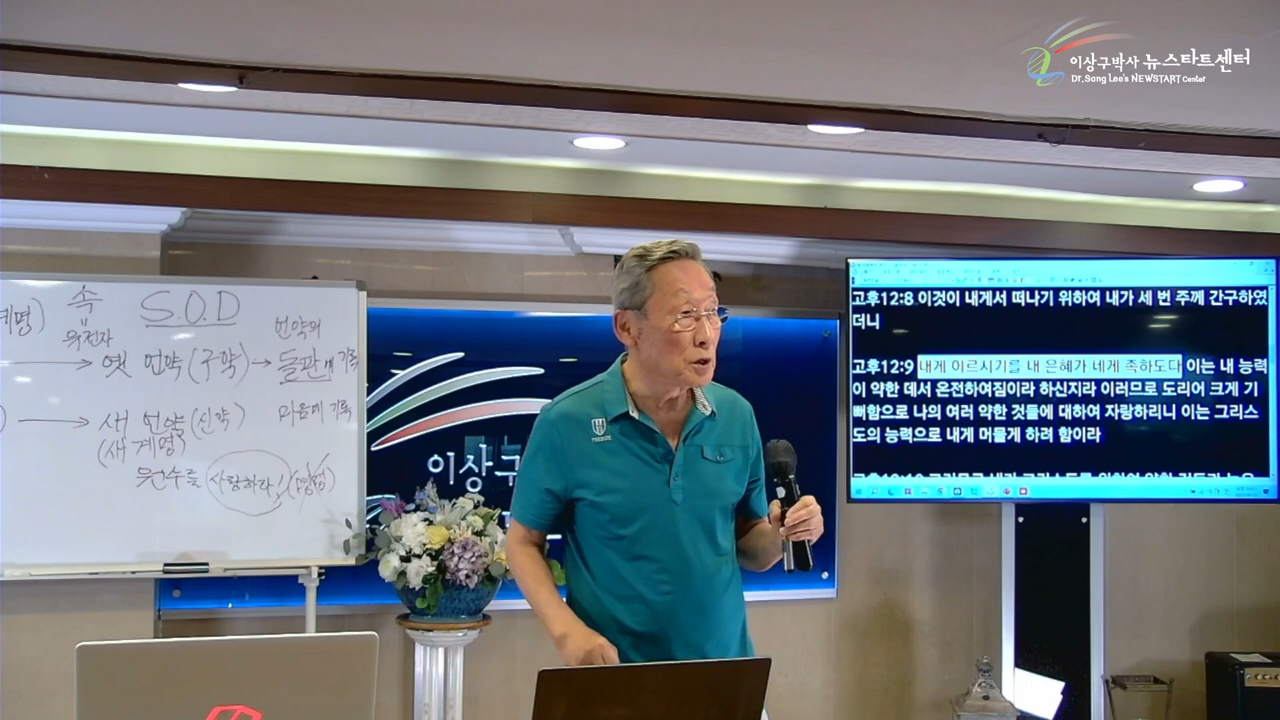 이상구박사 뉴스타트센터
Dr. Sang Lee's NEWSTART Center
계명)
속
=
유전자
S.O.D
언약의
옛 언약(구약) → 돌판에 기록
새 언약(신약) 마음에 기록
(새 계명)
원수를 사랑하라!
이상구
고후12:8 이것이 내게서 떠나기 위하여 내가 세 번 주께 간구하였
더니
고후12:9 내게 이르시기를 내 은혜가 네게 족하도다 이는 내 능력
이 약한 데서 온전하여짐이라 하신지라 이러므로 도리어 크게 기
뻐함으로 나의 여러 약한 것들에 대하여 자랑하리니 이는 그리스
도의 능력으로 내게 머물게 하려 함이라